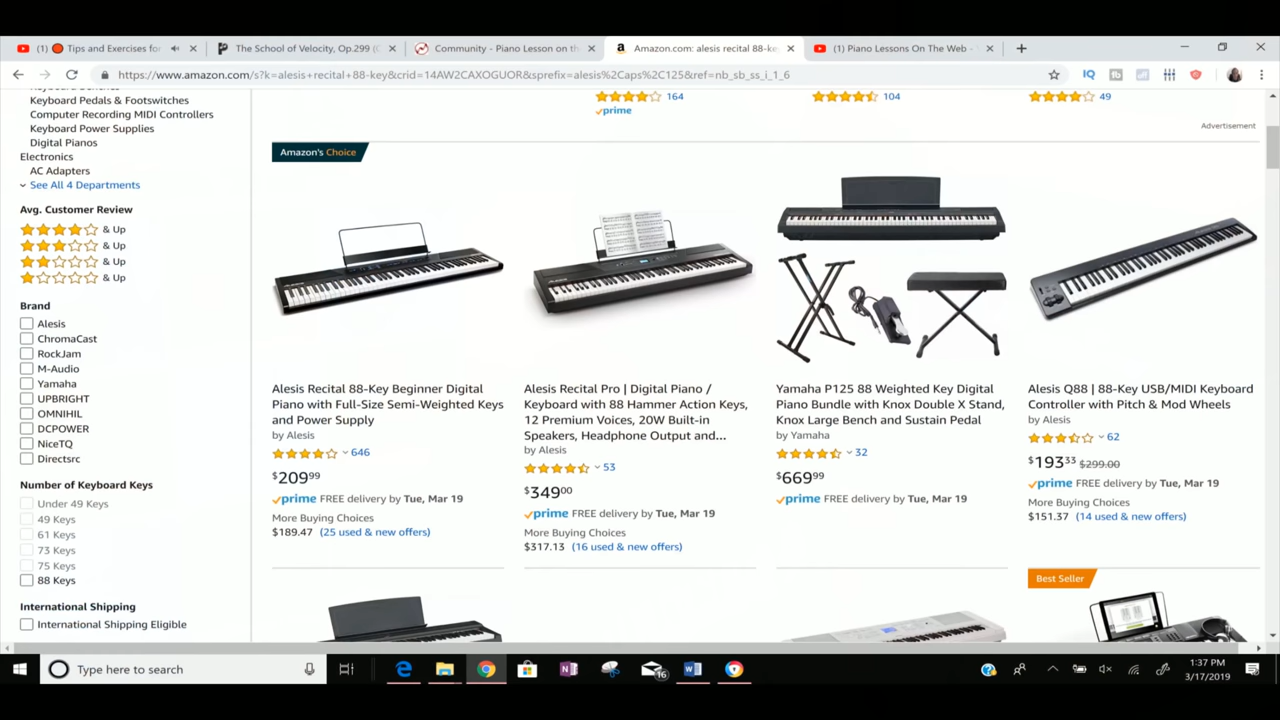 (1) Tips and Exercises for
The School of Velocity, Op.299 (
Community - Piano Lesson on th
a Amazon.com: alesis recital 88-ke
(1) Piano Lessons On The Web -
https://www.amazon.com/s?k=alesis+recital+88-key&crid=14AW2CAXOGUOR&sprefix=alesis%2Caps%2C125&ref=nb_sb_ss_i_1_6
IQ
Keyboard Pedals & Footswitches
Computer Recording MIDI Controllers
Keyboard Power Supplies
Digital Pianos
Electronics
AC Adapters
See All 4 Departments
Avg. Customer Review
& Up
& Up
& Up
& Up
Brand
Alesis
ChromaCast
RockJam
M-Audio
Yamaha
UPBRIGHT
OMNIHIL
DCPOWER
NiceTQ
Directsrc
Number of Keyboard Keys
Under 49 Keys
49 Keys
61 Keys
73 Keys
75 Keys
88 Keys
International Shipping
International Shipping Eligible
164
prime
104
49
Advertisement
Amazon's Choice
Alesis Recital 88-Key Beginner Digital
Piano with Full-Size Semi-Weighted Keys
and Power Supply
by Alesis
646
$20999
prime FREE delivery by Tue, Mar 19
More Buying Choices
$189.47 (25 used & new offers)
Alesis Recital Pro | Digital Piano /
Keyboard with 88 Hammer Action Keys,
12 Premium Voices, 20W Built-in
Speakers, Headphone Output and...
by Alesis
53
$34900
prime FREE delivery by Tue, Mar 19
More Buying Choices
$317.13 (16 used & new offers)
Yamaha P125 88 Weighted Key Digital
Piano Bundle with Knox Double X Stand,
Knox Large Bench and Sustain Pedal
by Yamaha
32
$66999
prime FREE delivery by Tue, Mar 19
Alesis Q88 | 88-Key USB/MIDI Keyboard
Controller with Pitch & Mod Wheels
by Alesis
62
$19333 $299.00
prime FREE delivery by Tue, Mar 19
More Buying Choices
$151.37 (14 used & new offers)
Best Seller
Type here to search
16
1:37 PM
3/17/2019